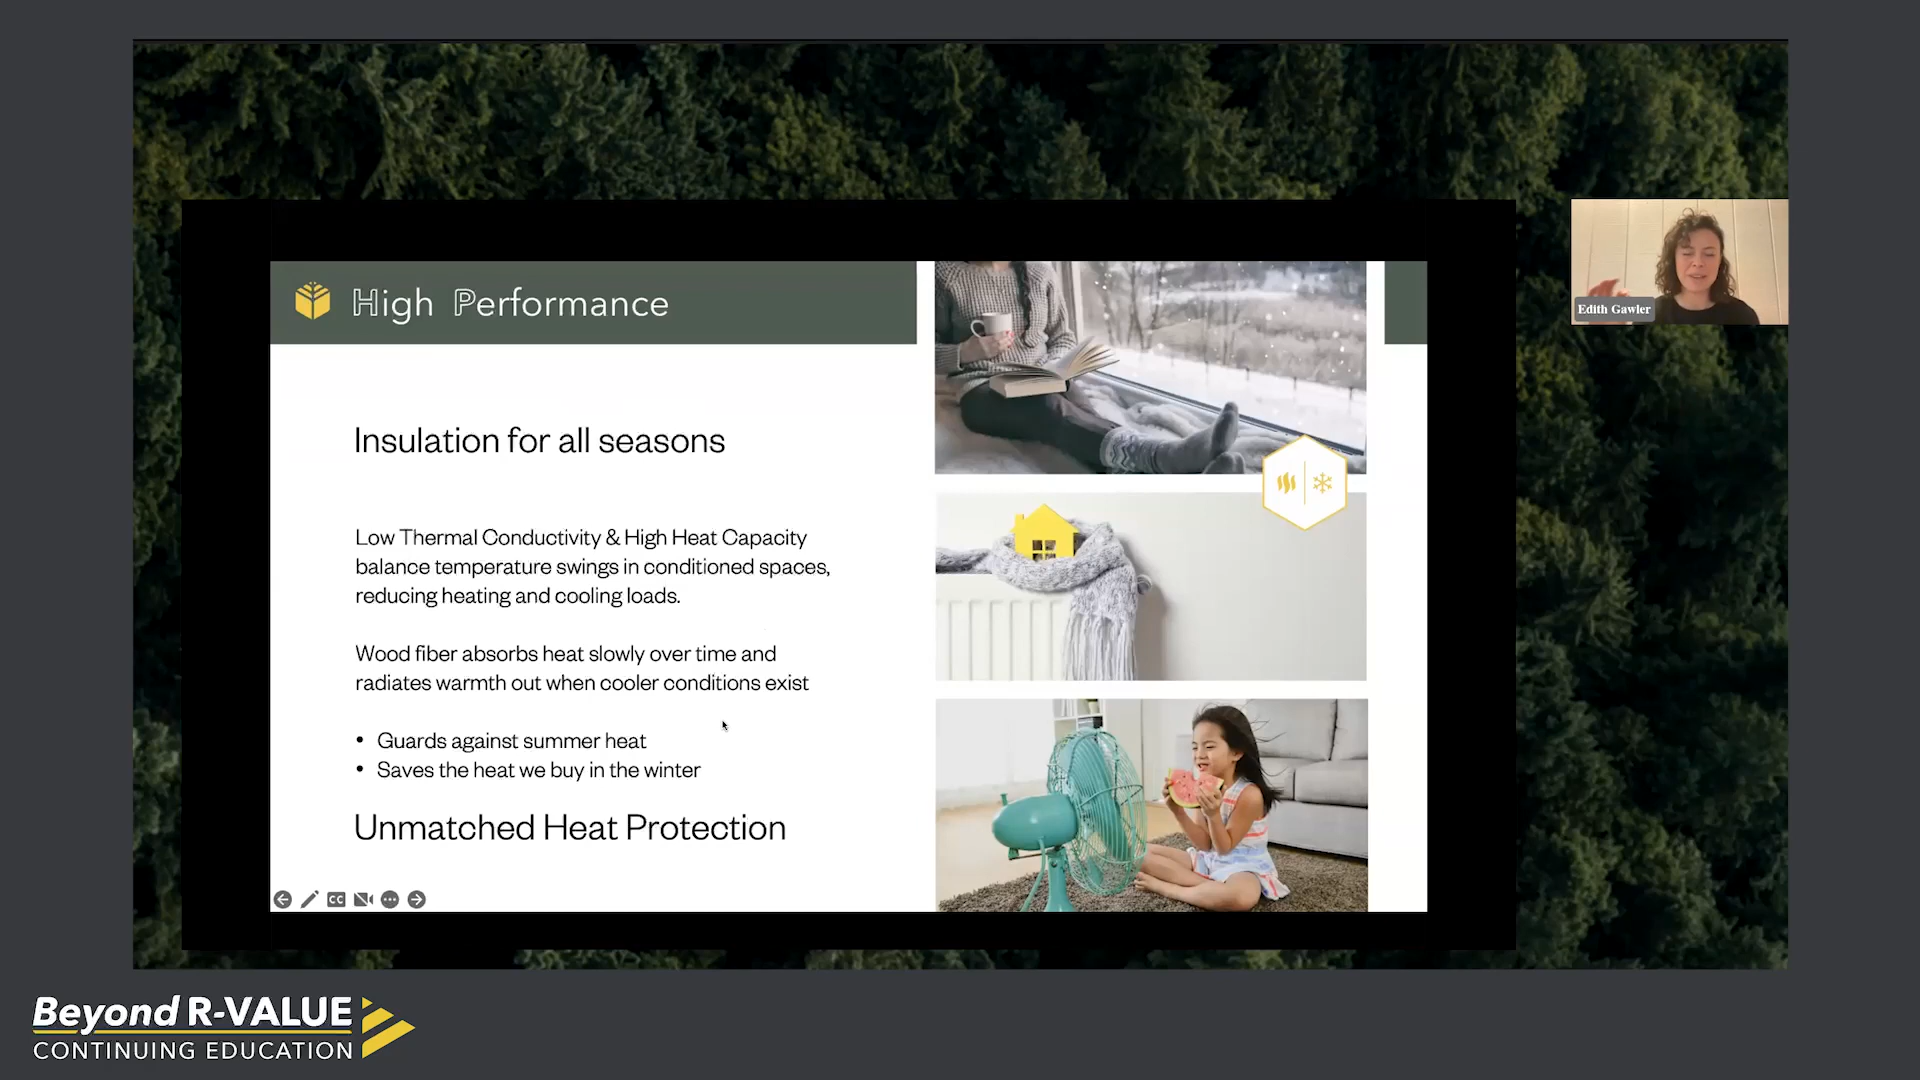 High Performance
Edith Gawler
Insulation for all seasons
Low Thermal Conductivity & High Heat Capacity
balance temperature swings in conditioned spaces,
reducing heating and cooling loads.
Wood fiber absorbs heat slowly over time and
radiates warmth out when cooler conditions exist
• Guards against summer heat
• Saves the heat we buy in the winter
Unmatched Heat Protection
CC
Beyond R-VALUE
CONTINUING EDUCATION